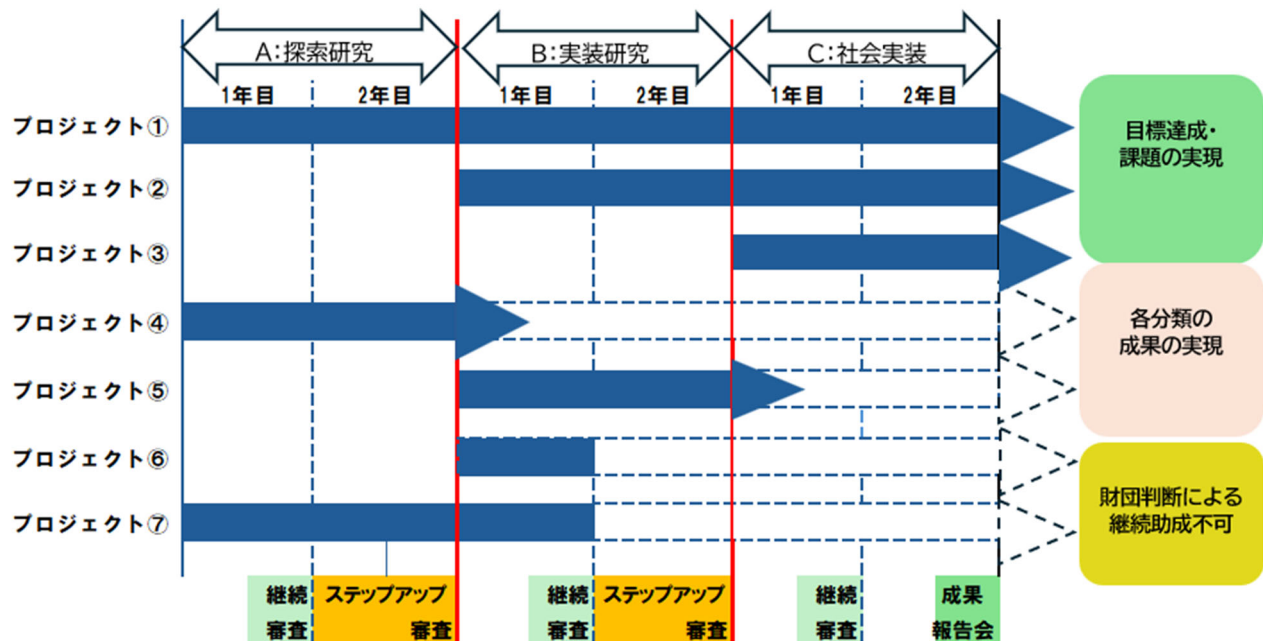 A:探索研究
B:実装研究
C:社会実装
1年目
2年目
1年目
2年目
1年目
2年目
プロジェクト①
プロジェクト②
プロジェクト③
プロジェクト④
プロジェクト⑤
プロジェクト⑥
プロジェクト⑦
目標達成・
課題の実現
各分類の
成果の実現
財団判断による
継続助成不可
継続
審査
ステップアップ
審査
継続
審査
ステップアップ
審査
継続
審査
成果
報告会